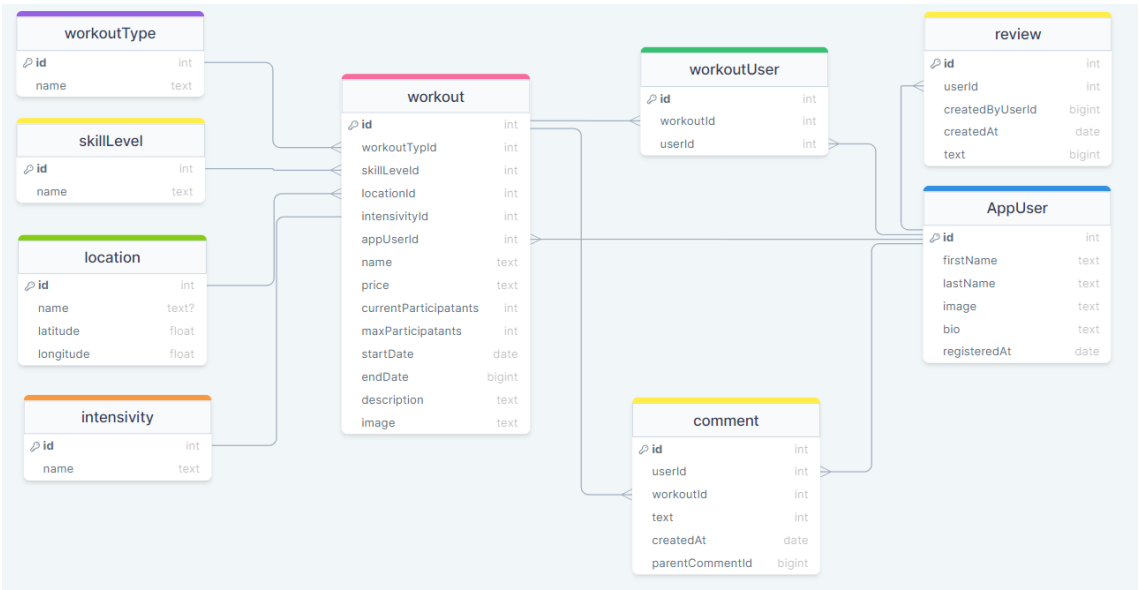 workoutType
id int
name text
skillLevel
id int
name text
location
id int
name text?
latitude float
longitude float
intensivity
id int
name text
workout
id int
workoutTypId int
skillLeveId int
locationId int
intensivityId int
appUserId int
name text
price text
currentParticipatants int
maxParticipatants int
startDate date
endDate bigint
description text
image text
workoutUser
id int
workoutId int
userId int
comment
id int
userId int
workoutId int
text int
createdAt date
parentCommentId bigint
review
id int
userId int
createdByUserId bigint
createdAt date
text bigint
AppUser
id int
firstName text
lastName text
image text
bio text
registeredAt date